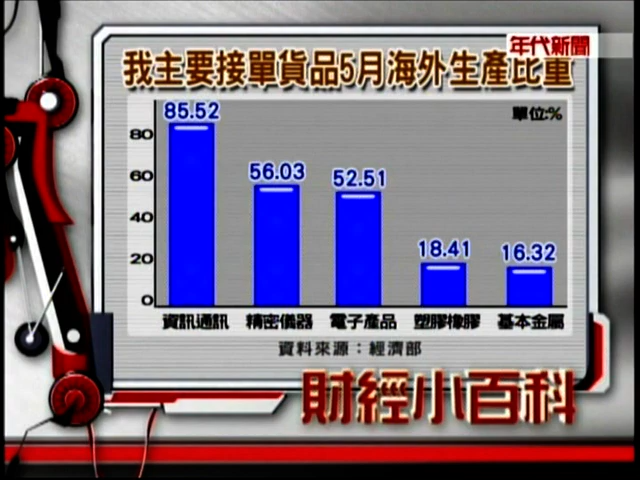 年代新聞
我主要接單貨品5月海外生產比重
單位:%
85.52
56.03
52.51
18.41
16.32
80
60
40
20
0
資訊通訊 精密儀器 電子產品 塑膠橡膠 基本金屬
資料來源：經濟部
財經小百科